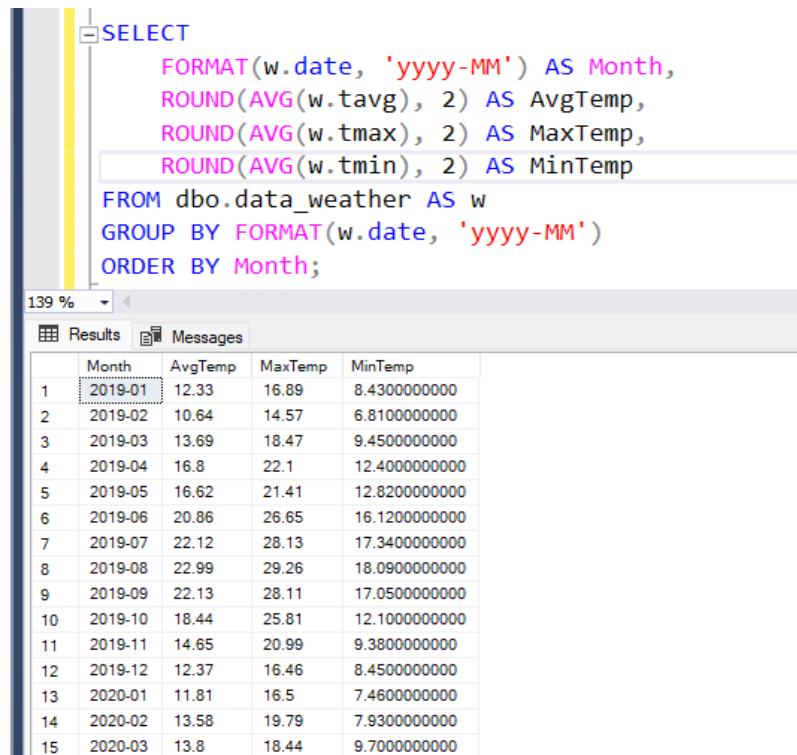 SELECT
FORMAT(w.date, 'yyyy-MM') AS Month,
ROUND(AVG(w.tavg), 2) AS AvgTemp,
ROUND(AVG(w.tmax), 2) AS MaxTemp,
ROUND(AVG(w.tmin), 2) AS MinTemp
FROM dbo.data_weather AS w
GROUP BY FORMAT(w.date, 'yyyy-MM')
ORDER BY Month;
139 %
Results Messages
Month AvgTemp MaxTemp MinTemp
1 2019-01 12.33 16.89 8.4300000000
2 2019-02 10.64 14.57 6.8100000000
3 2019-03 13.69 18.47 9.4500000000
4 2019-04 16.8 22.1 12.4000000000
5 2019-05 16.62 21.41 12.8200000000
6 2019-06 20.86 26.65 16.1200000000
7 2019-07 22.12 28.13 17.3400000000
8 2019-08 22.99 29.26 18.0900000000
9 2019-09 22.13 28.11 17.0500000000
10 2019-10 18.44 25.81 12.1000000000
11 2019-11 14.65 20.99 9.3800000000
12 2019-12 12.37 16.46 8.4500000000
13 2020-01 11.81 16.5 7.4600000000
14 2020-02 13.58 19.79 7.9300000000
15 2020-03 13.8 18.44 9.7000000000